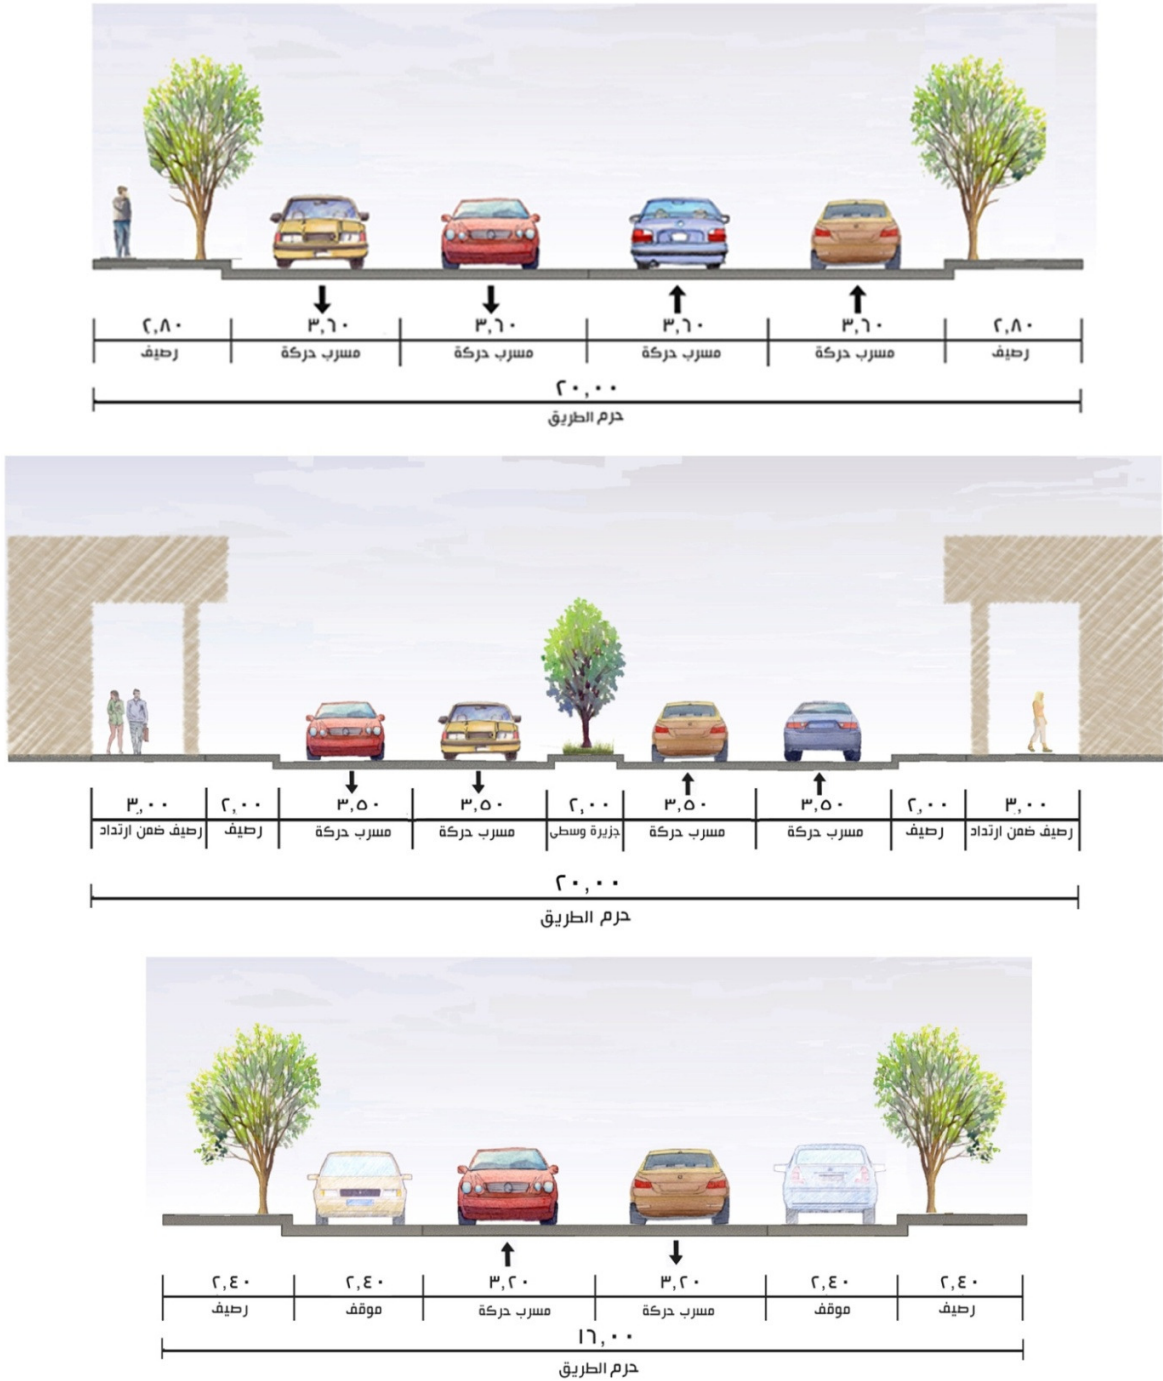 ٢,٨٠ ٣,٦٠ ٣,٦٠ ٣,٦٠ ٣,٦٠ ٢,٨٠
رصيف مسرب حركة مسرب حركة مسرب حركة مسرب حركة رصيف
٢٠,٠٠
حرم الطريق
٣,٠٠ ٢,٠٠ ٣,٥٠ ٣,٥٠ ٢,٠٠ ٣,٥٠ ٣,٥٠ ٢,٠٠ ٣,٠٠
رصيف ضمن ارتداد رصيف مسرب حركة مسرب حركة جزيرة وسطى مسرب حركة مسرب حركة رصيف رصيف ضمن ارتداد
٢٠,٠٠
حرم الطريق
٢,٤٠ ٢,٤٠ ٣,٢٠ ٣,٢٠ ٢,٤٠ ٢,٤٠
رصيف موقف مسرب حركة مسرب حركة موقف رصيف
١٦,٠٠
حرم الطريق